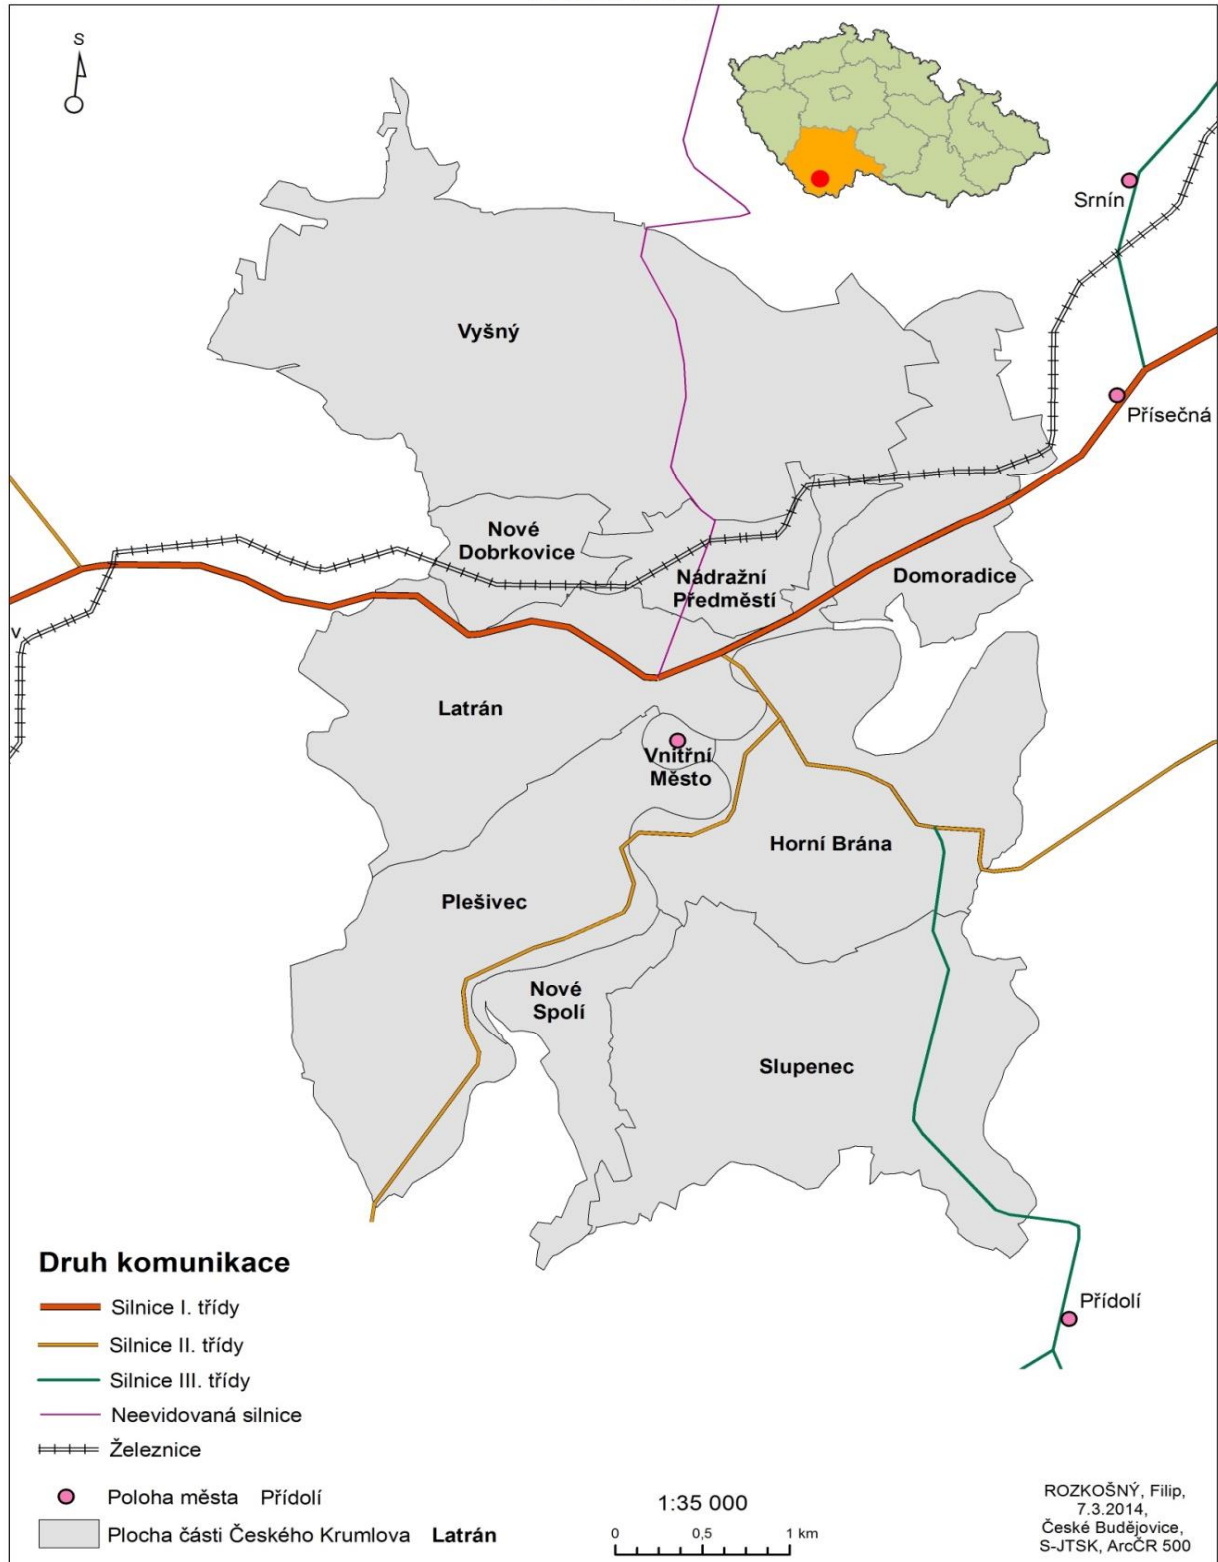 S
Srnín
Vyšný
Přísečná
Nové
Dobrkovice
Nádražní
Předměstí
Domoradice
v
Latrán
Vnitřní
Město
Horní Brána
Plešivec
Nové
Spolí
Slupenec
Přídolí
Druh komunikace
Silnice I. třídy
Silnice II. třídy
Silnice III. třídy
Neevidovaná silnice
Železnice
Poloha města Přídolí
Plocha části Českého Krumlova Latrán
1:35 000
0 0,5 1 km
ROZKOŠNÝ, Filip,
7.3.2014,
České Budějovice,
S-JTSK, ArcČR 500